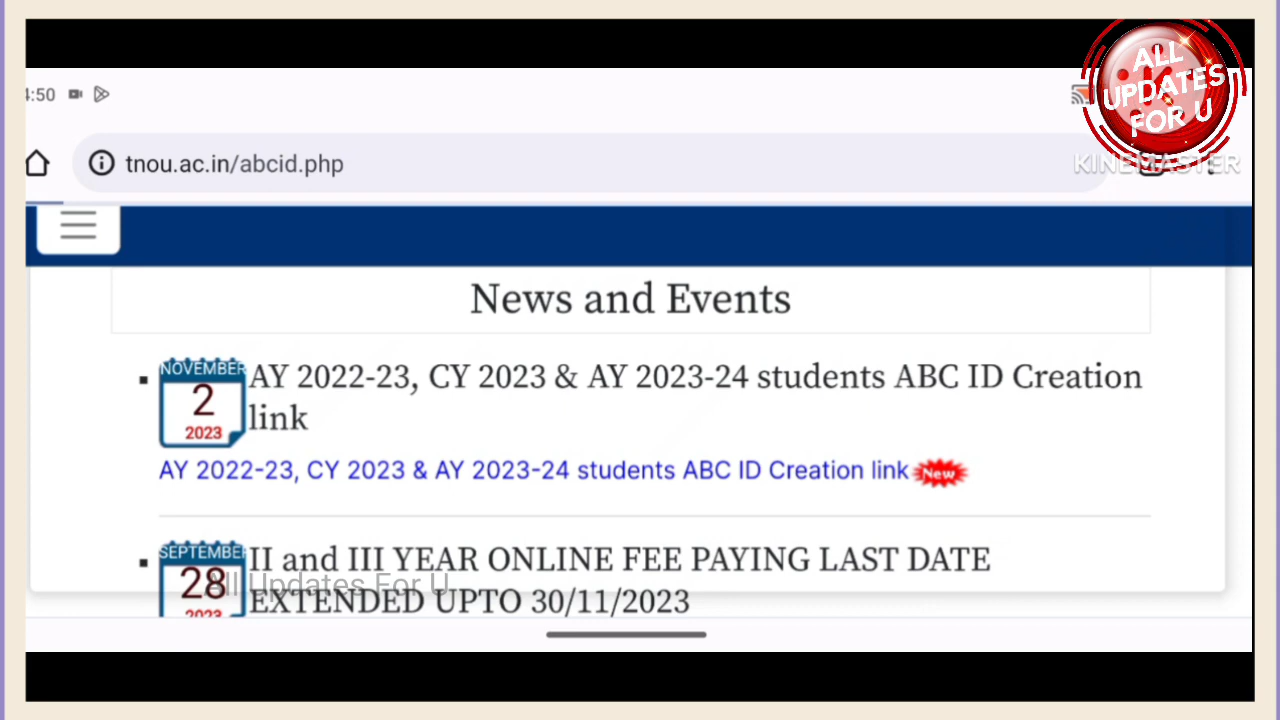 ALL
UPDATES
FOR U
KINEMASTER
:50
tnou.ac.in/abcid.php
News and Events
NOVEMBER
2
2023
AY 2022-23, CY 2023 & AY 2023-24 students ABC ID Creation
link
AY 2022-23, CY 2023 & AY 2023-24 students ABC ID Creation link New
SEPTEMBER
28
2023
II and III YEAR ONLINE FEE PAYING LAST DATE
EXTENDED UPTO 30/11/2023
All Updates For U